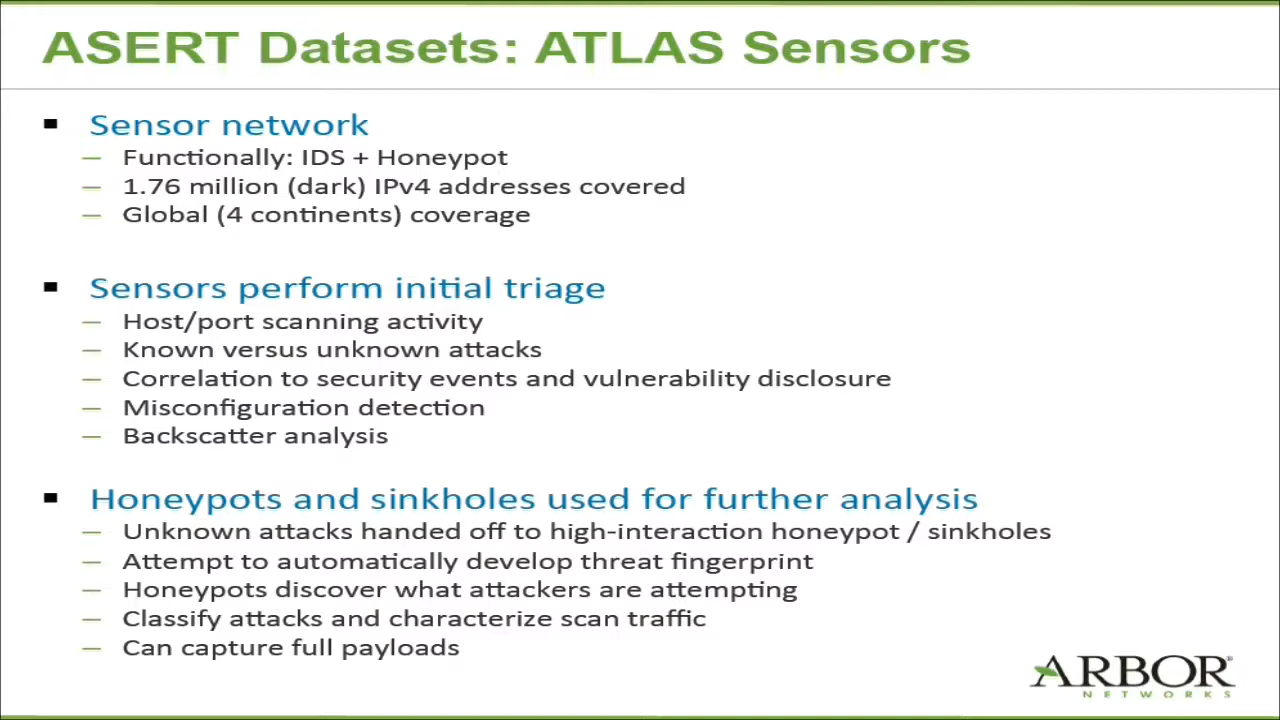 ASERT Datasets: ATLAS Sensors
▪ Sensor network
– Functionally: IDS + Honeypot
– 1.76 million (dark) IPv4 addresses covered
– Global (4 continents) coverage
▪ Sensors perform initial triage
– Host/port scanning activity
– Known versus unknown attacks
– Correlation to security events and vulnerability disclosure
– Misconfiguration detection
– Backscatter analysis
▪ Honeypots and sinkholes used for further analysis
– Unknown attacks handed off to high-interaction honeypot / sinkholes
– Attempt to automatically develop threat fingerprint
– Honeypots discover what attackers are attempting
– Classify attacks and characterize scan traffic
– Can capture full payloads
ARBOR®
NETWORKS